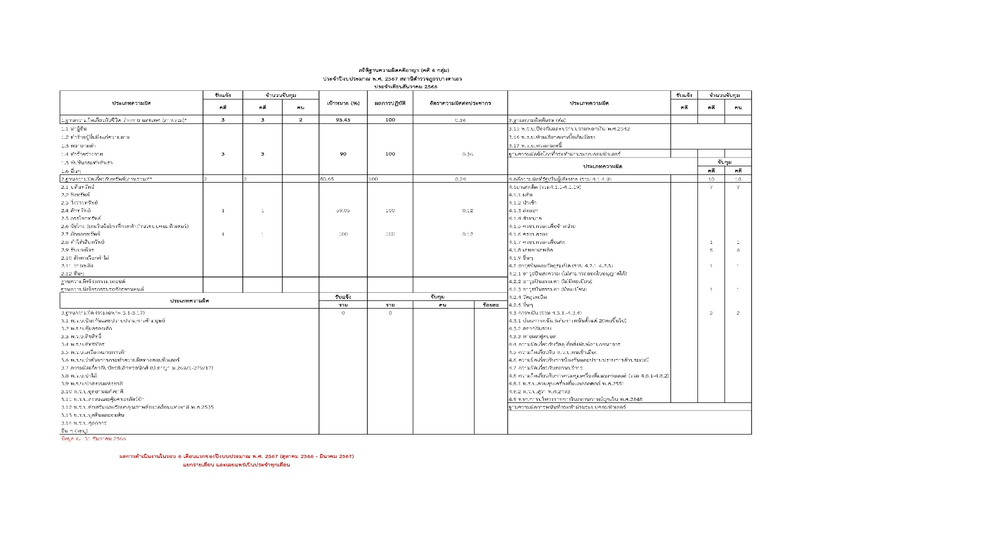 สถิติฐานความผิดคดีอาญา (คดี 4 กลุ่ม)
ประจำปีงบประมาณ พ.ศ. 2567 สถานีตำรวจภูธรบางตาเถร
ประจำเดือนธันวาคม 2566
ประเภทความผิด รับแจ้ง จำนวนจับกุม เป้าหมาย (%) ผลการปฏิบัติ อัตราความผิดต่อประชากร
คดี คดี คน
1.ฐานความผิดเกี่ยวกับชีวิต ร่างกาย และเพศ (ภาพรวม)* 3 3 2 95.45 100 0.36
1.1 ฆ่าผู้อื่น
1.2 ทำร้ายผู้อื่นถึงแก่ความตาย
1.3 พยายามฆ่า
1.4 ทำร้ายร่างกาย 3 3 90 100 0.36
1.5 ข่มขืนกระทำชำเรา
1.6 อื่นๆ
2.ฐานความผิดเกี่ยวกับทรัพย์(ภาพรวม)** 2 2 80.65 100 0.24
2.1 ปล้นทรัพย์
2.2 ชิงทรัพย์
2.3 วิ่งราวทรัพย์
2.4 ลักทรัพย์ 1 1 59.05 100 0.12
2.5 กรรโชกทรัพย์
2.6 ฉ้อโกง (ยกเว้นฉ้อโกงที่กระทำผ่านระบบคอมพิวเตอร์)
2.7 ยักยอกทรัพย์ 1 1 100 100 0.12
2.8 ทำให้เสียทรัพย์
2.9 รับของโจร
2.10 ลักพาเรียกค่าไถ่
2.11 วางเพลิง
2.12 อื่นๆ
ฐานความผิดโจรกรรมรถยนต์
ฐานความผิดโจรกรรมรถจักรยานยนต์
ประเภทความผิด รับแจ้ง จับกุม
ราย ราย คน ร้อยละ
3.ฐานความผิด (รวมเฉพาะ 3.1-3.17) 0 0
3.1 พ.ร.บ.ป้องกันและปราบปรามการค้ามนุษย์
3.2 พ.ร.บ.คุ้มครองเด็ก
3.3 พ.ร.บ.ลิขสิทธิ์
3.4 พ.ร.บ.สิทธิบัตร
3.5 พ.ร.บ.เครื่องหมายการค้า
3.6 พ.ร.บ.ว่าด้วยการกระทำความผิดทางคอมพิวเตอร์
3.7 ความผิดเกี่ยวกับบัตรอิเล็กทรอนิกส์ (ป.อาญา ม.269/1-279/17)
3.8 พ.ร.บ.ป่าไม้
3.9 พ.ร.บ.ป่าสงวนแห่งชาติ
3.10 พ.ร.บ.อุทยานแห่งชาติ
3.11 พ.ร.บ.สงวนและคุ้มครองสัตว์ป่า
3.12 พ.ร.บ.ส่งเสริมและรักษาคุณภาพสิ่งแวดล้อมแห่งชาติ พ.ศ.2535
3.13 พ.ร.บ.ขุดดินและถมดิน
3.14 พ.ร.บ.ศุลกากร
อื่น ๆ (ระบุ)
ข้อมูล ณ 31 ธันวาคม 2566
ประเภทความผิด รับแจ้ง จำนวนจับกุม
คดี คดี คน
3.ฐานความผิดพิเศษ (ต่อ)
3.15 พ.ร.บ.ป้องกันและปราบปรามฟอกเงิน พ.ศ.2542
3.16 พ.ร.บ.ห้ามเรียกดอกเบี้ยเกินอัตรา
3.17 พ.ร.บ.ทวงถามหนี้
ฐานความผิดฉ้อโกงที่กระทำผ่านระบบคอมพิวเตอร์
ประเภทความผิด จับกุม
คดี คน
4.คดีความผิดที่รัฐเป็นผู้เสียหาย (รวม 4.1-4.9) 10 10
4.1ยาเสพติด (รวม4.1.1-4.1.19) 7 7
4.1.1 ผลิต
4.1.2 นำเข้า
4.1.3 ส่งออก
4.1.4 จำหน่าย
4.1.5 ครอบครองเพื่อจำหน่าย
4.1.6 ครอบครอง
4.1.7 ครอบครองเพื่อเสพ 1 1
4.1.8 เสพยาเสพติด 6 6
4.1.9 อื่นๆ
4.2 อาวุธปืนและวัตถุระเบิด (รวม 4.2.1-4.2.5) 1 1
4.2.1 อาวุธปืนสงคราม (ไม่สามารถออกใบอนุญาตได้)
4.2.2 อาวุธปืนธรรมดา (ไม่มีทะเบียน)
4.2.3 อาวุธปืนธรรมดา (มีทะเบียน) 1 1
4.2.4 วัตถุระเบิด
4.2.5 อื่นๆ
4.3 การพนัน (รวม 4.3.1.-4.3.4) 2 2
4.3.1 บ่อนการพนัน (เล่นการพนันตั้งแต่ 20คนขึ้นไป)
4.3.2 สลากกินรวบ
4.3.3 ทายผลฟุตบอล
4.4 ความผิดเกี่ยวกับวัสดุ สื่อสิ่งพิมพ์ลามกอนาจาร
4.5 ความผิดเกี่ยวกับ พ.ร.บ.คนเข้าเมือง
4.6 ความผิดเกี่ยวกับการป้องกันและปราบปรามการค้าประเวณี
4.7 ความผิดเกี่ยวกับสถานบริการ
4.8 ความผิดเกี่ยวกับการควบคุมเครื่องดื่มแอลกอฮอล์ (รวม 4.8.1-4.8.2)
4.8.1 พ.ร.บ.ควบคุมเครื่องดื่มแอลกอฮอล์ พ.ศ.2551
4.8.2 พ.ร.บ.สุรา พ.ศ.2493
4.9 พรก.การบริหารราชการในสถานการณ์ฉุกเฉิน พ.ศ.2548
ฐานความผิดการพนันที่กระทำผ่านระบบคอมพิวเตอร์
ผลการดำเนินงานในรอบ 6 เดือนแรกของปีงบประมาณ พ.ศ. 2567 (ตุลาคม 2566 - มีนาคม 2567)
แยกรายเดือน และเผยแพร่เป็นประจำทุกเดือน